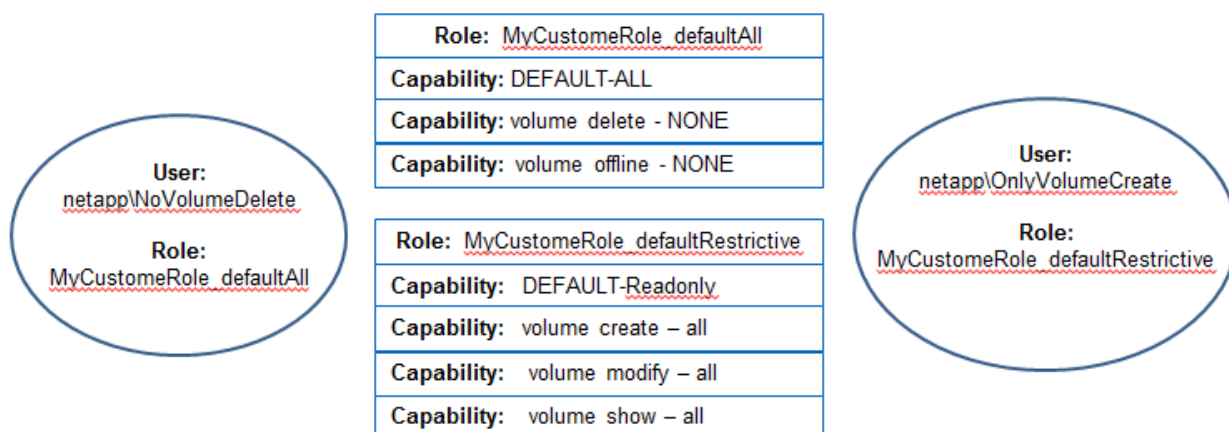 User:
netapp\NoVolumeDelete
Role:
MyCustomeRole_defaultAll
Role: MyCustomeRole_defaultAll
Capability: DEFAULT-ALL
Capability: volume delete - NONE
Capability: volume offline - NONE
Role: MyCustomeRole_defaultRestrictive
Capability: DEFAULT-Readonly
Capability: volume create – all
Capability: volume modify – all
Capability: volume show – all
User:
netapp\OnlyVolumeCreate
Role:
MyCustomeRole_defaultRestrictive